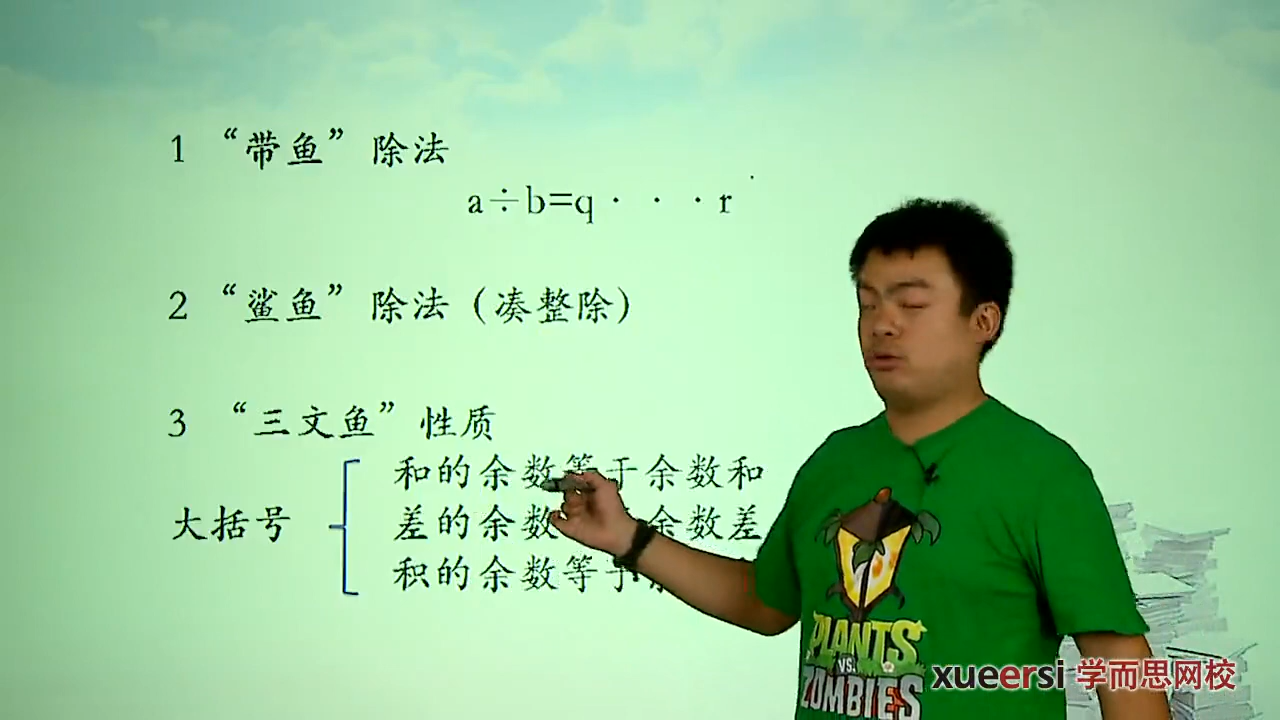 1 “带鱼”除法
a÷b=q···r
2 “鲨鱼”除法（凑整除）
3 “三文鱼”性质
大括号
和的余数等于余数和
差的余数 余数差
积的余数等于
PLANTS
VS.
ZOMBIES
xueersi 学而思网校